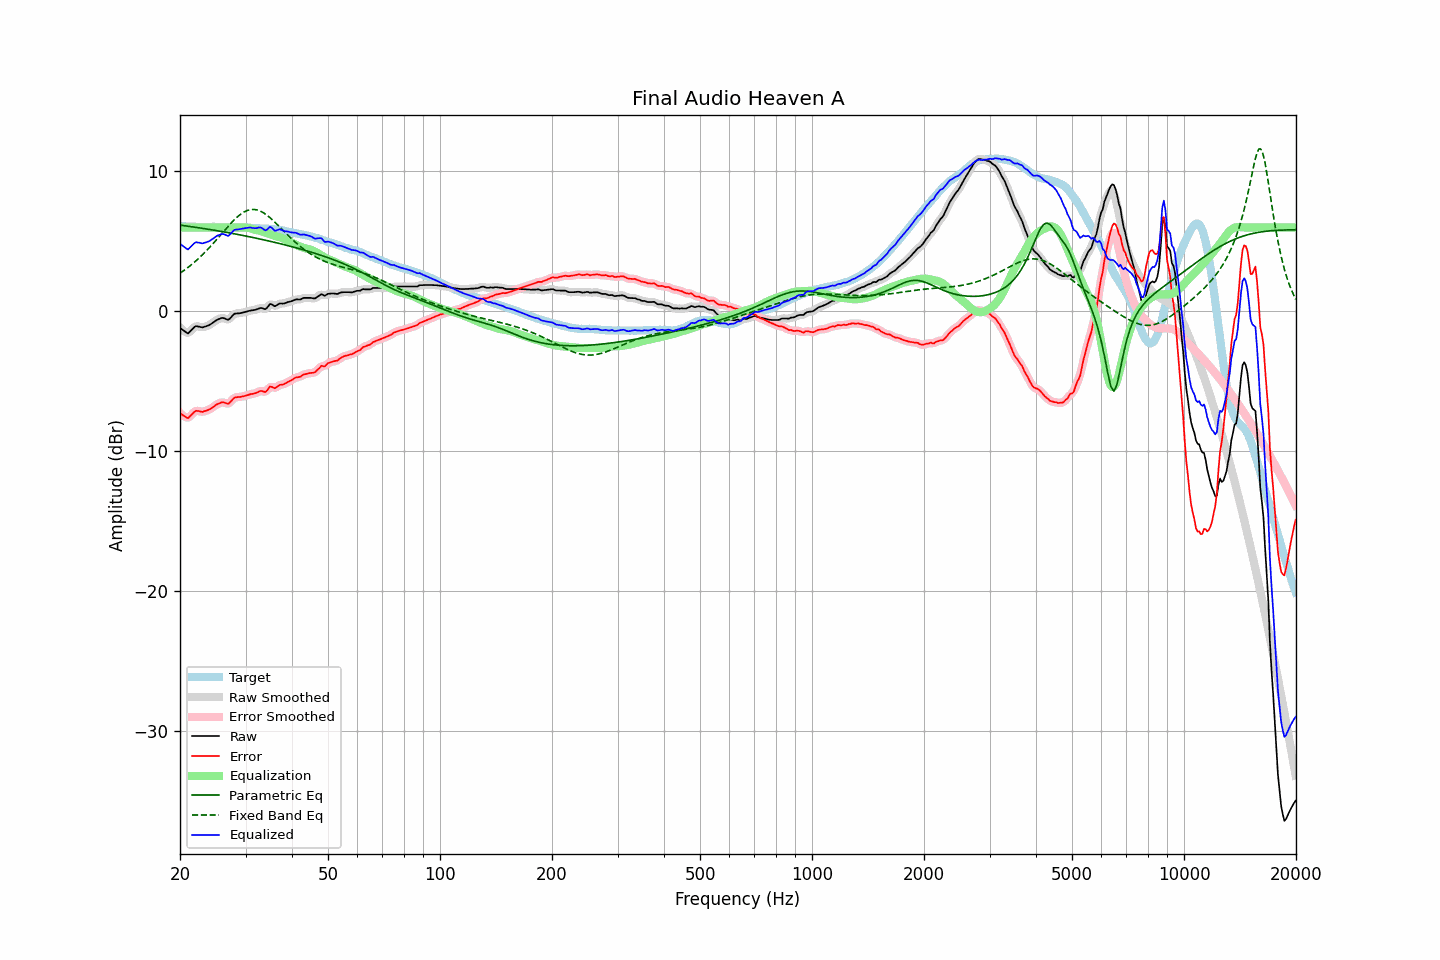 Final Audio Heaven A
Amplitude (dBr)
10
0
−10
−20
−30
Target
Raw Smoothed
Error Smoothed
Raw
Error
Equalization
Parametric Eq
Fixed Band Eq
Equalized
20 50 100 200 500 1000 2000 5000 10000 20000
Frequency (Hz)